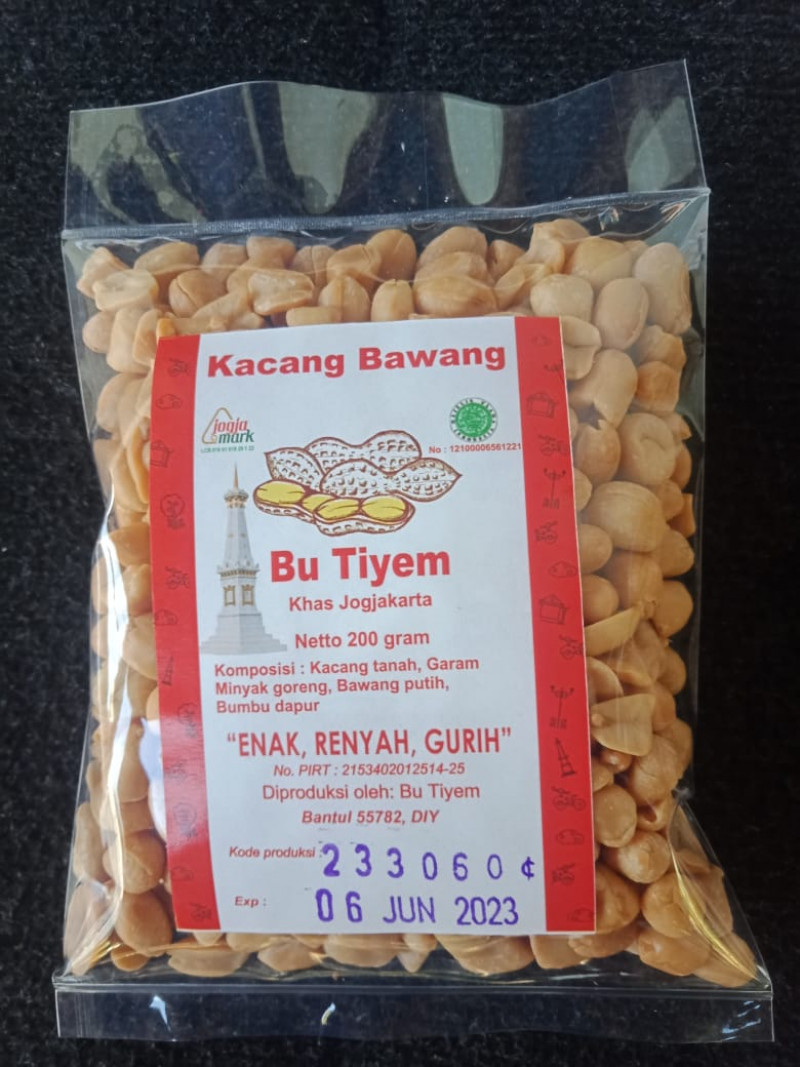 Kacang Bawang
jogja
mark
No : 12100006561221
Bu Tiyem
Khas Jogjakarta
Netto 200 gram
Komposisi : Kacang tanah, Garam
Minyak goreng, Bawang putih,
Bumbu dapur
“ENAK, RENYAH, GURIH”
No. PIRT : 2153402012514-25
Diproduksi oleh: Bu Tiyem
Bantul 55782, DIY
Kode produksi : 233060¢
Exp : 06 JUN 2023